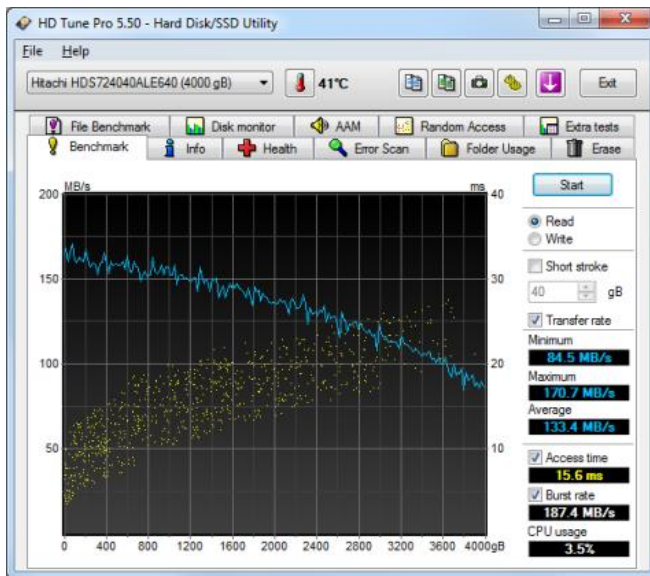 HD Tune Pro 5.50 - Hard Disk/SSD Utility
File Help
Hitachi HDS724040ALE640 (4000 gB) 41°C Exit
File Benchmark Disk monitor AAM Random Access Extra tests
Benchmark Info Health Error Scan Folder Usage Erase
200 MB/s ms 40
150 30
100 20
50 10
0 400 800 1200 1600 2000 2400 2800 3200 3600 4000gB
Start
Read
Write
Short stroke
40 gB
Transfer rate
Minimum
84.5 MB/s
Maximum
170.7 MB/s
Average
133.4 MB/s
Access time
15.6 ms
Burst rate
187.4 MB/s
CPU usage
3.5%